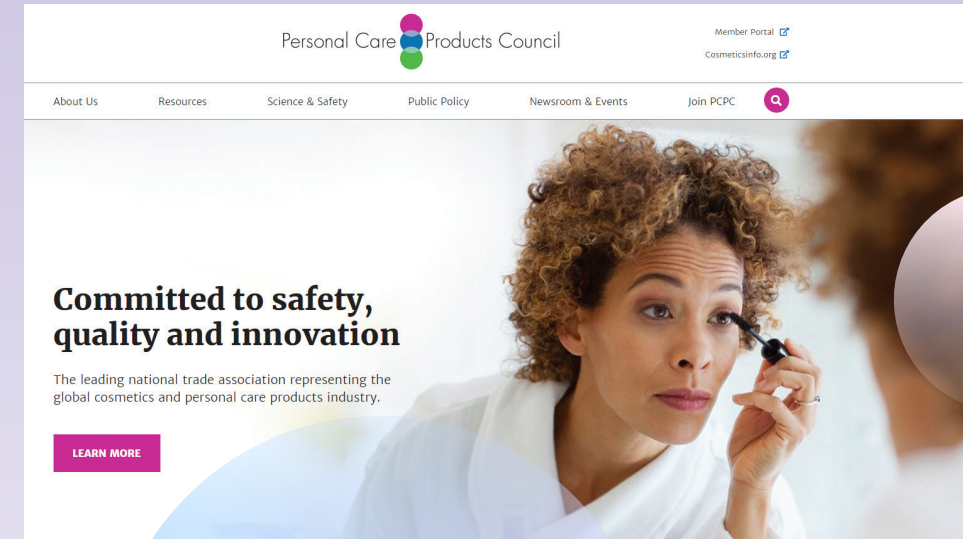 Personal Care Products Council
Member Portal
Cosmeticsinfo.org
About Us Resources Science & Safety Public Policy Newsroom & Events Join PCPC
Committed to safety,
quality and innovation
The leading national trade association representing the
global cosmetics and personal care products industry.
LEARN MORE